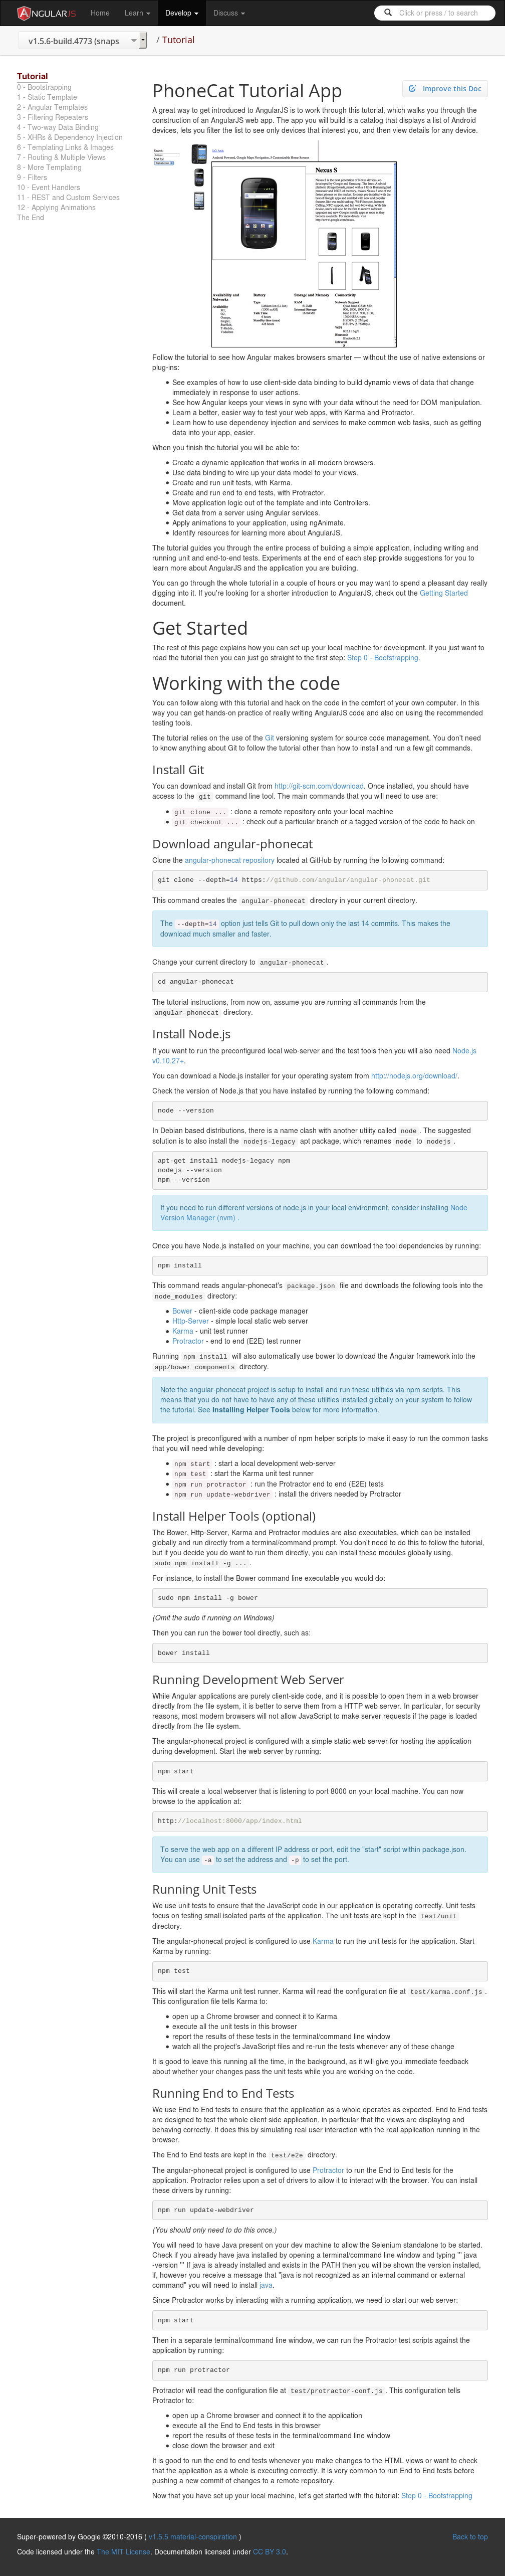 ANGULARJS
Home
Learn
Develop
Discuss
Click or press / to search
v1.5.6-build.4773 (snaps
/ Tutorial
Tutorial
0 - Bootstrapping
1 - Static Template
2 - Angular Templates
3 - Filtering Repeaters
4 - Two-way Data Binding
5 - XHRs & Dependency Injection
6 - Templating Links & Images
7 - Routing & Multiple Views
8 - More Templating
9 - Filters
10 - Event Handlers
11 - REST and Custom Services
12 - Applying Animations
The End
Improve this Doc
PhoneCat Tutorial App
A great way to get introduced to AngularJS is to work through this tutorial, which walks you through the
construction of an AngularJS web app. The app you will build is a catalog that displays a list of Android
devices, lets you filter the list to see only devices that interest you, and then view details for any device.
Nexus S
Availability and
Networks
Battery
Storage and
Memory
Connectivity
Follow the tutorial to see how Angular makes browsers smarter — without the use of native extensions or
plug-ins:
See examples of how to use client-side data binding to build dynamic views of data that change
immediately in response to user actions.
See how Angular keeps your views in sync with your data without the need for DOM manipulation.
Learn a better, easier way to test your web apps, with Karma and Protractor.
Learn how to use dependency injection and services to make common web tasks, such as getting
data into your app, easier.
When you finish the tutorial you will be able to:
Create a dynamic application that works in all modern browsers.
Use data binding to wire up your data model to your views.
Create and run unit tests, with Karma.
Create and run end to end tests, with Protractor.
Move application logic out of the template and into Controllers.
Get data from a server using Angular services.
Apply animations to your application, using ngAnimate.
Identify resources for learning more about AngularJS.
The tutorial guides you through the entire process of building a simple application, including writing and
running unit and end-to-end tests. Experiments at the end of each step provide suggestions for you to
learn more about AngularJS and the application you are building.
You can go through the whole tutorial in a couple of hours or you may want to spend a pleasant day really
digging into it. If you're looking for a shorter introduction to AngularJS, check out the Getting Started
document.
Get Started
The rest of this page explains how you can set up your local machine for development. If you just want to
read the tutorial then you can just go straight to the first step: Step 0 - Bootstrapping.
Working with the code
You can follow along with this tutorial and hack on the code in the comfort of your own computer. In this
way you can get hands-on practice of really writing AngularJS code and also on using the recommended
testing tools.
The tutorial relies on the use of the Git versioning system for source code management. You don't need
to know anything about Git to follow the tutorial other than how to install and run a few git commands.
Install Git
You can download and install Git from http://git-scm.com/download. Once installed, you should have
access to the git command line tool. The main commands that you will need to use are:
git clone ... : clone a remote repository onto your local machine
git checkout ... : check out a particular branch or a tagged version of the code to hack on
Download angular-phonecat
Clone the angular-phonecat repository located at GitHub by running the following command:
git clone --depth=14 https://github.com/angular/angular-phonecat.git
This command creates the angular-phonecat directory in your current directory.
The --depth=14 option just tells Git to pull down only the last 14 commits. This makes the
download much smaller and faster.
Change your current directory to angular-phonecat.
cd angular-phonecat
The tutorial instructions, from now on, assume you are running all commands from the
angular-phonecat directory.
Install Node.js
If you want to run the preconfigured local web-server and the test tools then you will also need Node.js
v0.10.27+.
You can download a Node.js installer for your operating system from http://nodejs.org/download/.
Check the version of Node.js that you have installed by running the following command:
node --version
In Debian based distributions, there is a name clash with another utility called node. The suggested
solution is to also install the nodejs-legacy apt package, which renames node to nodejs.
apt-get install nodejs-legacy npm
nodejs --version
npm --version
If you need to run different versions of node.js in your local environment, consider installing Node
Version Manager (nvm) .
Once you have Node.js installed on your machine, you can download the tool dependencies by running:
npm install
This command reads angular-phonecat's package.json file and downloads the following tools into the
node_modules directory:
Bower - client-side code package manager
Http-Server - simple local static web server
Karma - unit test runner
Protractor - end to end (E2E) test runner
Running npm install will also automatically use bower to download the Angular framework into the
app/bower_components directory.
Note the angular-phonecat project is setup to install and run these utilities via npm scripts. This
means that you do not have to have any of these utilities installed globally on your system to follow
the tutorial. See Installing Helper Tools below for more information.
The project is preconfigured with a number of npm helper scripts to make it easy to run the common tasks
that you will need while developing:
npm start : start a local development web-server
npm test : start the Karma unit test runner
npm run protractor : run the Protractor end to end (E2E) tests
npm run update-webdriver : install the drivers needed by Protractor
Install Helper Tools (optional)
The Bower, Http-Server, Karma and Protractor modules are also executables, which can be installed
globally and run directly from a terminal/command prompt. You don't need to do this to follow the tutorial,
but if you decide you do want to run them directly, you can install these modules globally using,
sudo npm install -g ....
For instance, to install the Bower command line executable you would do:
sudo npm install -g bower
(Omit the sudo if running on Windows)
Then you can run the bower tool directly, such as:
bower install
Running Development Web Server
While Angular applications are purely client-side code, and it is possible to open them in a web browser
directly from the file system, it is better to serve them from a HTTP web server. In particular, for security
reasons, most modern browsers will not allow JavaScript to make server requests if the page is loaded
directly from the file system.
The angular-phonecat project is configured with a simple static web server for hosting the application
during development. Start the web server by running:
npm start
This will create a local webserver that is listening to port 8000 on your local machine. You can now
browse to the application at:
http://localhost:8000/app/index.html
To serve the web app on a different IP address or port, edit the "start" script within package.json.
You can use -a to set the address and -p to set the port.
Running Unit Tests
We use unit tests to ensure that the JavaScript code in our application is operating correctly. Unit tests
focus on testing small isolated parts of the application. The unit tests are kept in the test/unit
directory.
The angular-phonecat project is configured to use Karma to run the unit tests for the application. Start
Karma by running:
npm test
This will start the Karma unit test runner. Karma will read the configuration file at test/karma.conf.js.
This configuration file tells Karma to:
open up a Chrome browser and connect it to Karma
execute all the unit tests in this browser
report the results of these tests in the terminal/command line window
watch all the project's JavaScript files and re-run the tests whenever any of these change
It is good to leave this running all the time, in the background, as it will give you immediate feedback
about whether your changes pass the unit tests while you are working on the code.
Running End to End Tests
We use End to End tests to ensure that the application as a whole operates as expected. End to End tests
are designed to test the whole client side application, in particular that the views are displaying and
behaving correctly. It does this by simulating real user interaction with the real application running in the
browser.
The End to End tests are kept in the test/e2e directory.
The angular-phonecat project is configured to use Protractor to run the End to End tests for the
application. Protractor relies upon a set of drivers to allow it to interact with the browser. You can install
these drivers by running:
npm run update-webdriver
(You should only need to do this once.)
You will need to have Java present on your dev machine to allow the Selenium standalone to be started.
Check if you already have java installed by opening a terminal/command line window and typing ''' java
-version ''' If java is already installed and exists in the PATH then you will be shown the version installed,
if, however you receive a message that "java is not recognized as an internal command or external
command" you will need to install java.
Since Protractor works by interacting with a running application, we need to start our web server:
npm start
Then in a separate terminal/command line window, we can run the Protractor test scripts against the
application by running:
npm run protractor
Protractor will read the configuration file at test/protractor-conf.js. This configuration tells
Protractor to:
open up a Chrome browser and connect it to the application
execute all the End to End tests in this browser
report the results of these tests in the terminal/command line window
close down the browser and exit
It is good to run the end to end tests whenever you make changes to the HTML views or want to check
that the application as a whole is executing correctly. It is very common to run End to End tests before
pushing a new commit of changes to a remote repository.
Now that you have set up your local machine, let's get started with the tutorial: Step 0 - Bootstrapping
Super-powered by Google ©2010-2016 ( v1.5.5 material-conspiration )
Back to top
Code licensed under the The MIT License. Documentation licensed under CC BY 3.0.